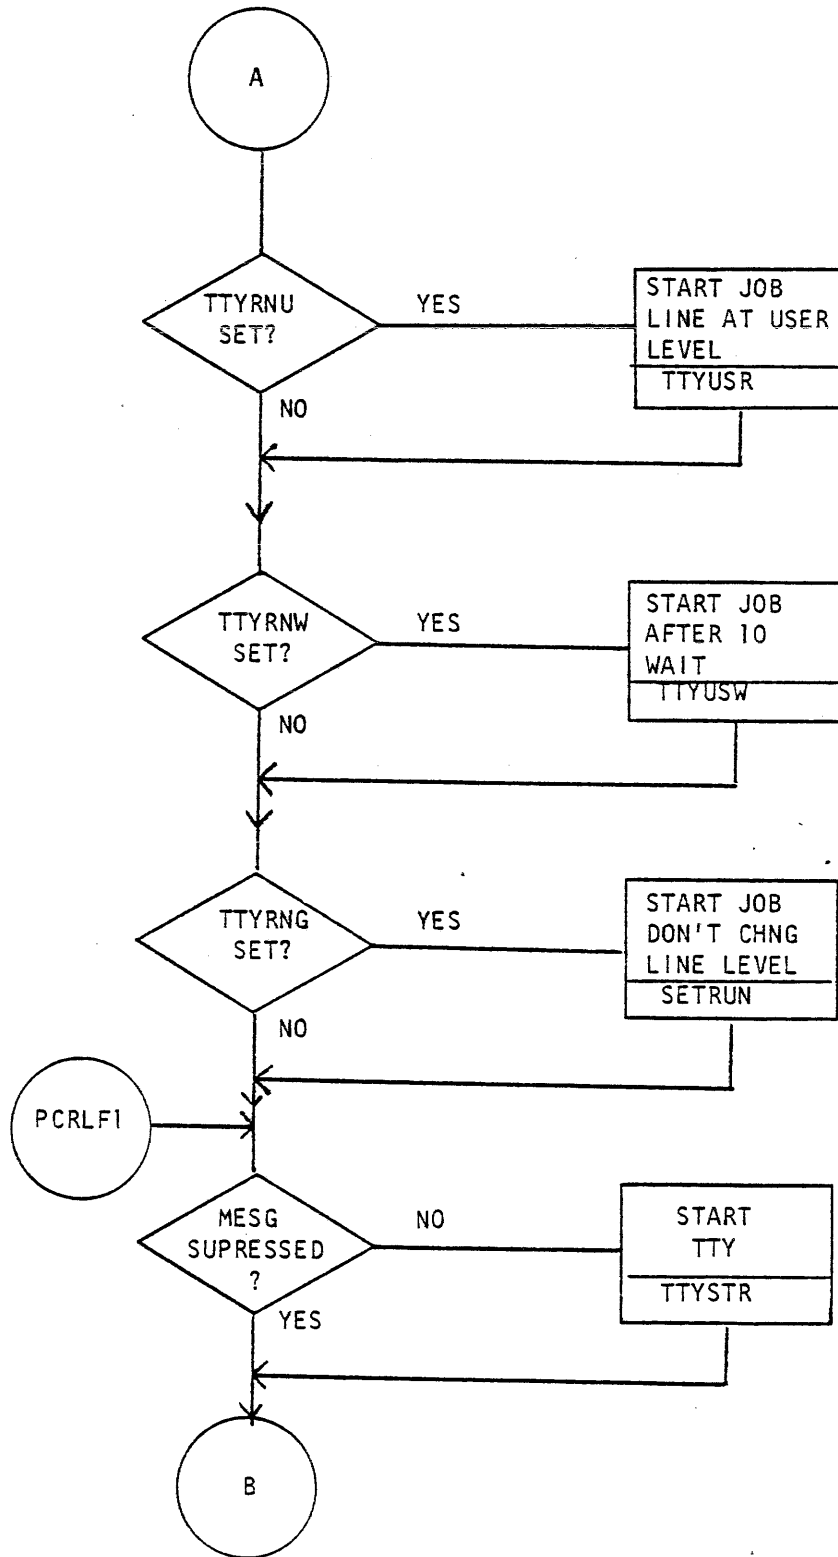 A
TTYRNU
SET?
YES
NO
START JOB
LINE AT USER
LEVEL
TTYUSR
TTYRNW
SET?
YES
NO
START JOB
AFTER IO
WAIT
TTYUSW
TTYRNG
SET?
YES
NO
START JOB
DON'T CHNG
LINE LEVEL
SETRUN
PCRLF1
MESG
SUPRESSED
?
NO
YES
START
TTY
TTYSTR
B